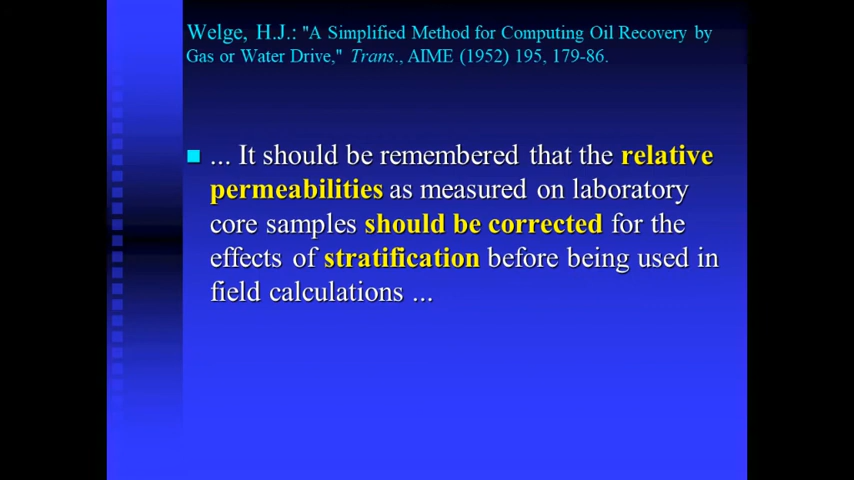 Welge, H.J.: "A Simplified Method for Computing Oil Recovery by
Gas or Water Drive," Trans., AIME (1952) 195, 179-86.
... It should be remembered that the relative
permeabilities as measured on laboratory
core samples should be corrected for the
effects of stratification before being used in
field calculations ...